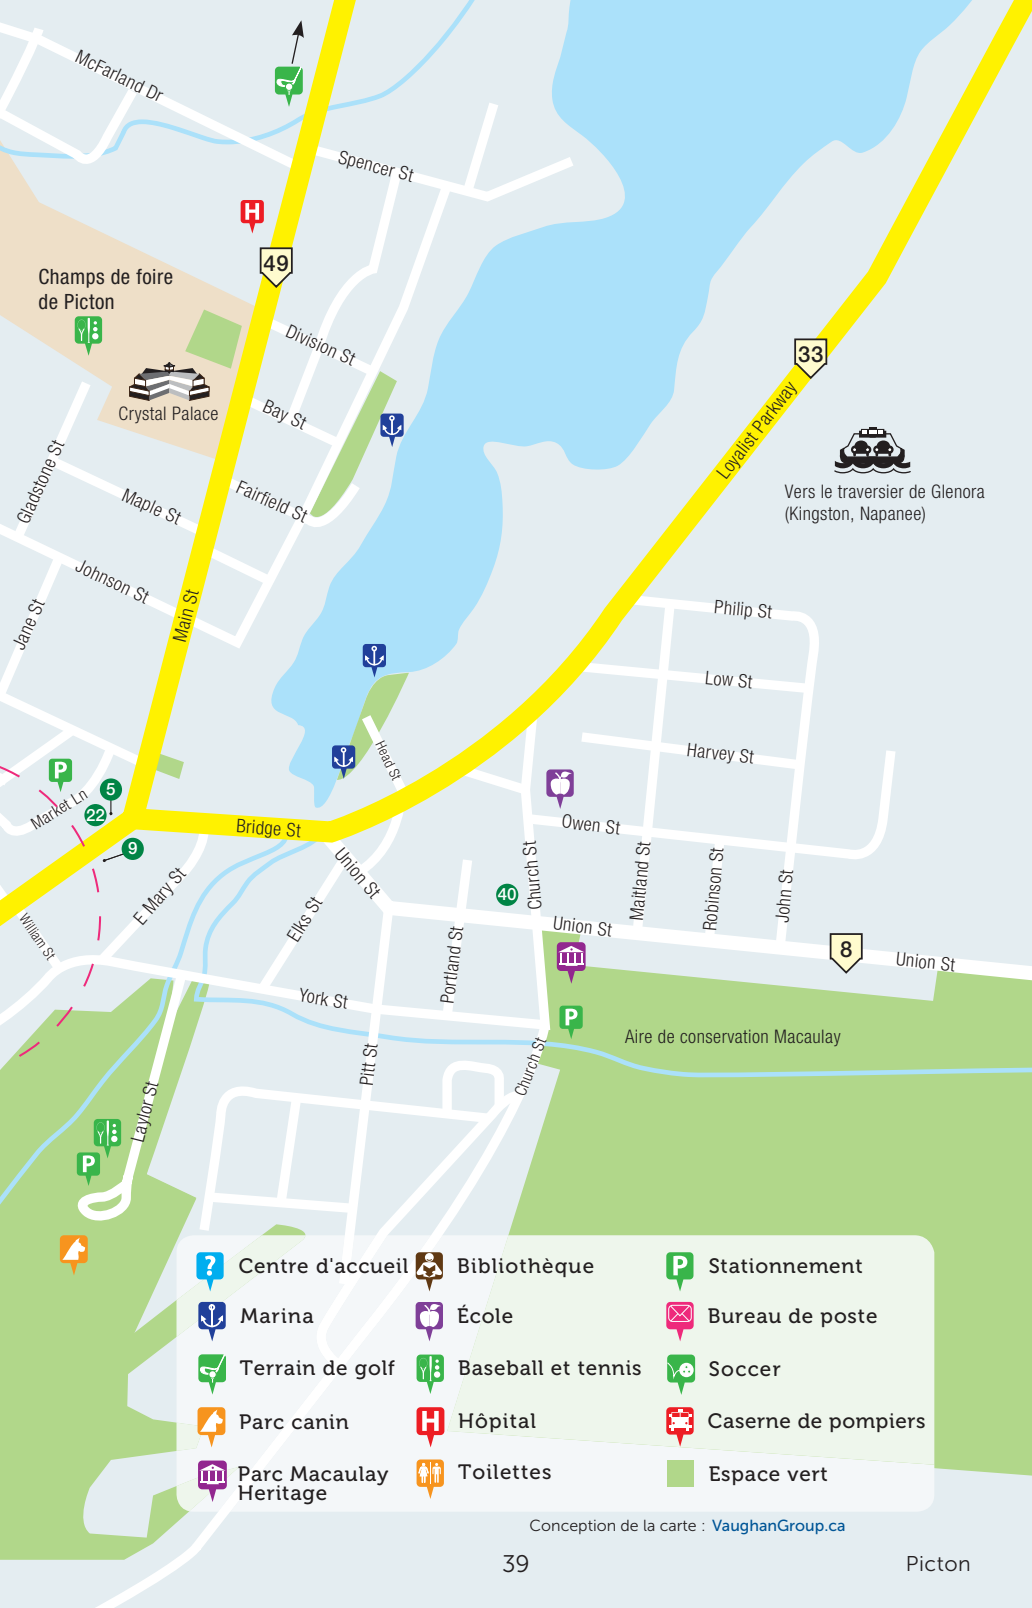 McFarland Dr
Spencer St
H
49
Champs de foire
de Picton
Division St
33
Crystal Palace
Bay St
Loyalist Parkway
Gladstone St
Maple St
Fairfield St
Vers le traversier de Glenora
(Kingston, Napanee)
Johnson St
Jane St
Main St
Philip St
Low St
Head St
Harvey St
P
5
Market Ln
22
Bridge St
Owen St
9
Union St
E Mary St
40
Church St
Maitland St
Robinson St
John St
William St
Elks St
Portland St
Union St
8
Union St
York St
P
Aire de conservation Macaulay
Pitt St
Church St
Laylor St
P
? Centre d'accueil
Bibliothèque
P Stationnement
Marina
École
Bureau de poste
Terrain de golf
Baseball et tennis
Soccer
Parc canin
H Hôpital
Caserne de pompiers
Parc Macaulay
Heritage
Toilettes
Espace vert
Conception de la carte : VaughanGroup.ca
39
Picton